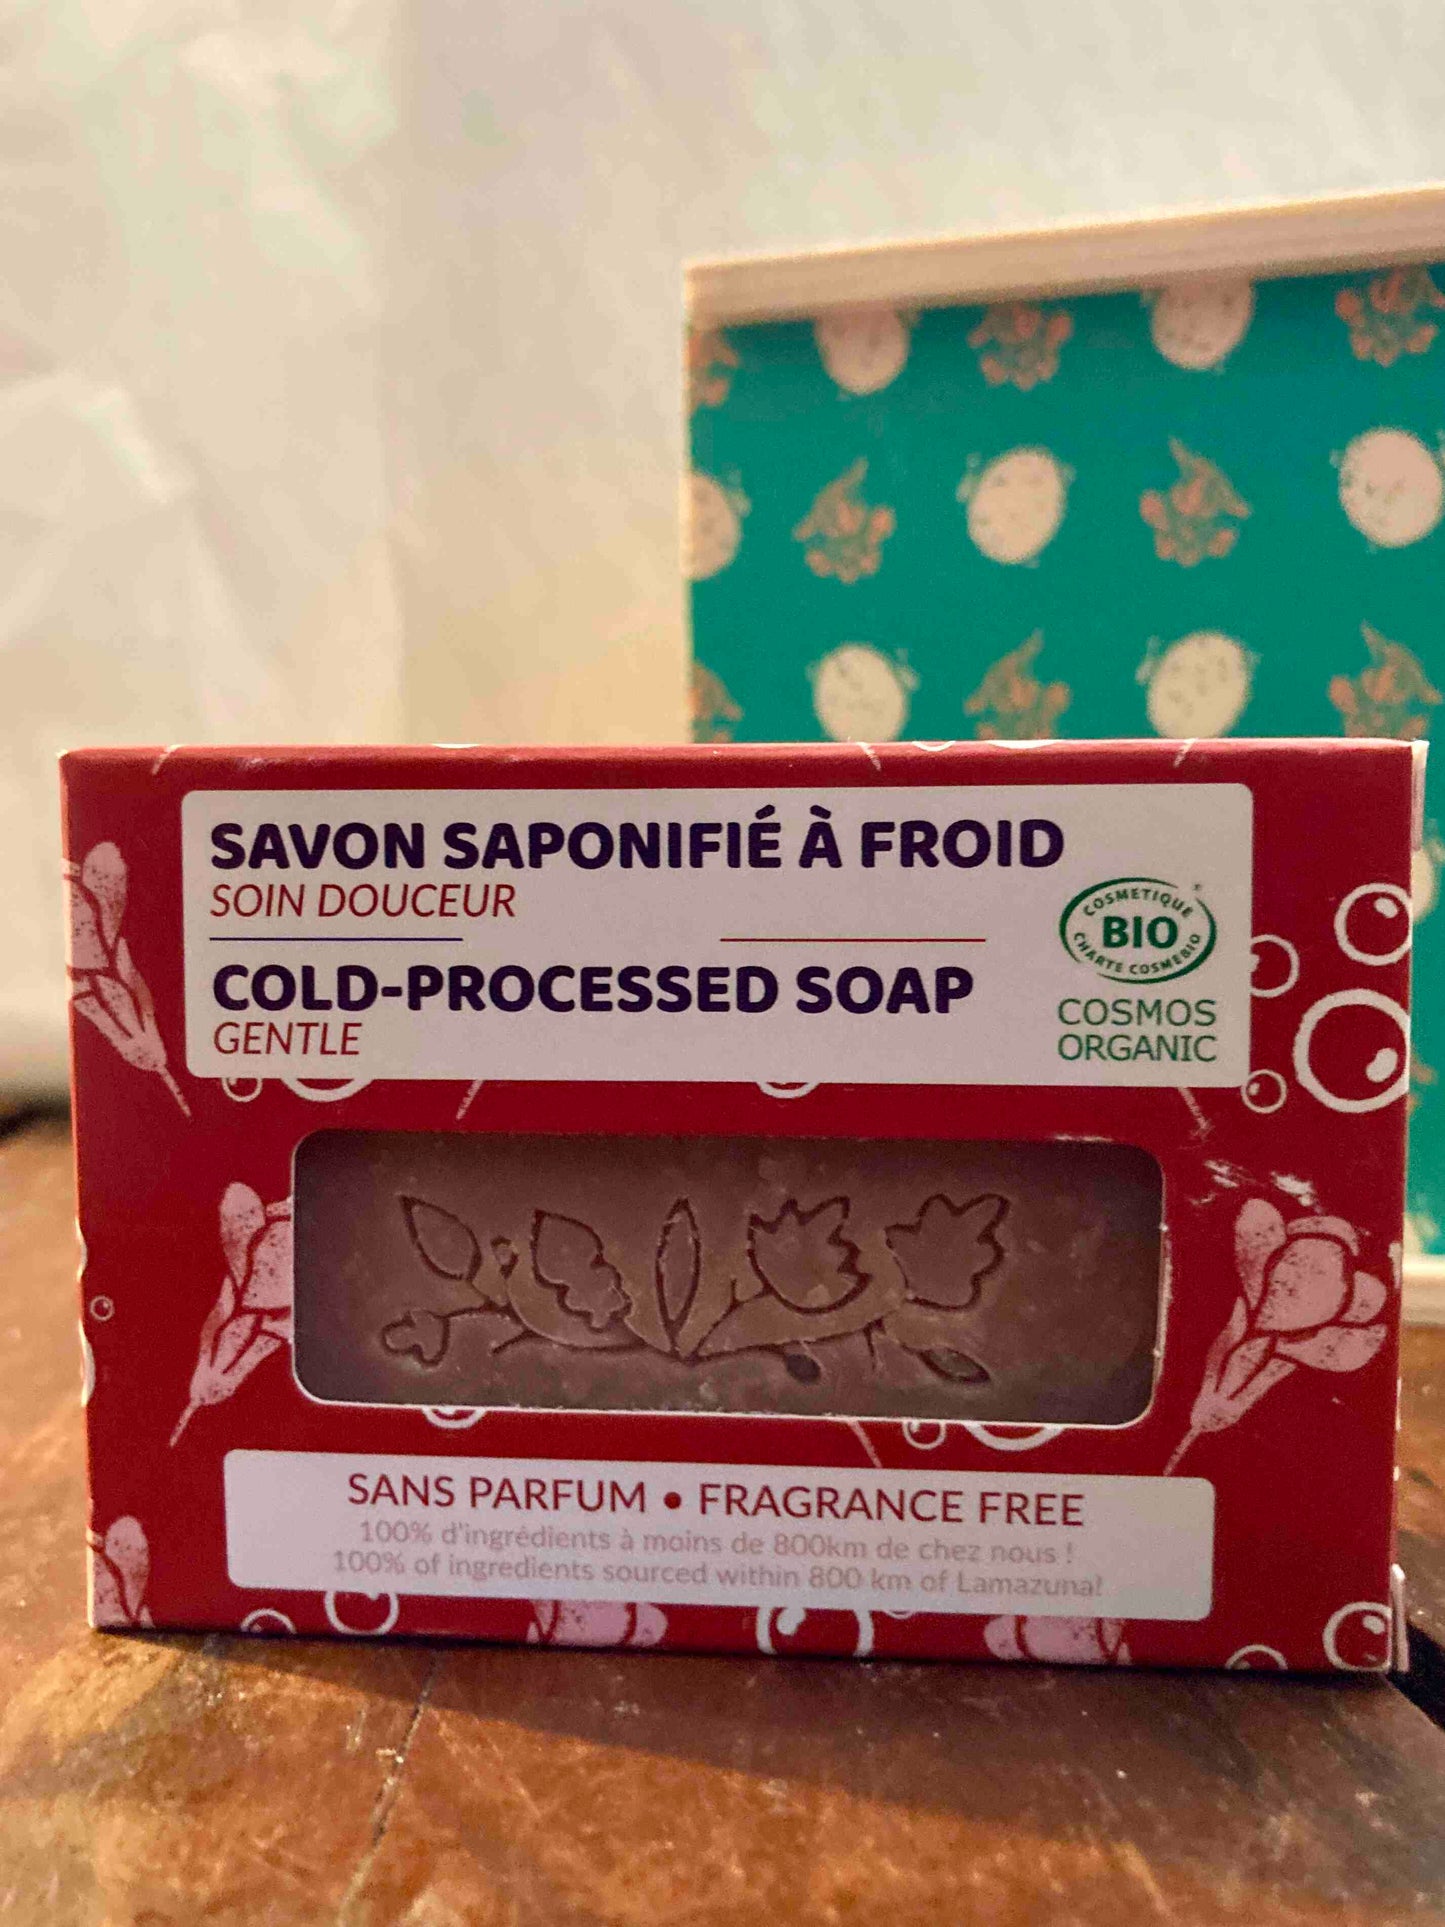 SAVON SAPONIFIÉ À FROID
SOIN DOUCEUR
COLD-PROCESSED SOAP
GENTLE
COSMETIQUE
BIO
CHARTE COSMEBIO
COSMOS
ORGANIC
SANS PARFUM • FRAGRANCE FREE
100% d'ingrédients à moins de 800km de chez nous !
100% of ingredients sourced within 800 km of Lamazuna!